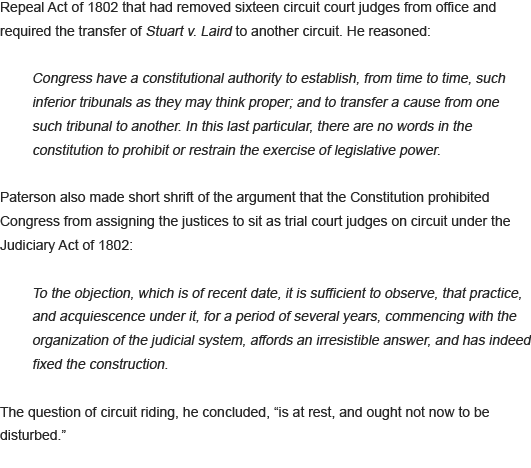 Repeal Act of 1802 that had removed sixteen circuit court judges from office and
required the transfer of Stuart v. Laird to another circuit. He reasoned:
Congress have a constitutional authority to establish, from time to time, such
inferior tribunals as they may think proper; and to transfer a cause from one
such tribunal to another. In this last particular, there are no words in the
constitution to prohibit or restrain the exercise of legislative power.
Paterson also made short shrift of the argument that the Constitution prohibited
Congress from assigning the justices to sit as trial court judges on circuit under the
Judiciary Act of 1802:
To the objection, which is of recent date, it is sufficient to observe, that practice,
and acquiescence under it, for a period of several years, commencing with the
organization of the judicial system, affords an irresistible answer, and has indeed
fixed the construction.
The question of circuit riding, he concluded, “is at rest, and ought not now to be
disturbed.”